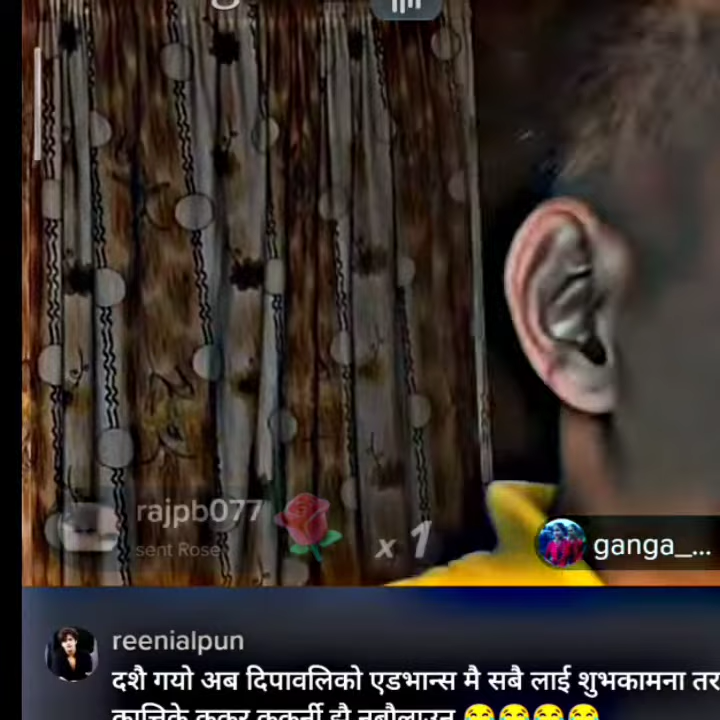 rajpb077
sent Rose
x 1
ganga_...
reenialpun
दशै गयो अब दिपावलिको एडभान्स मै सबै लाई शुभकामना तर